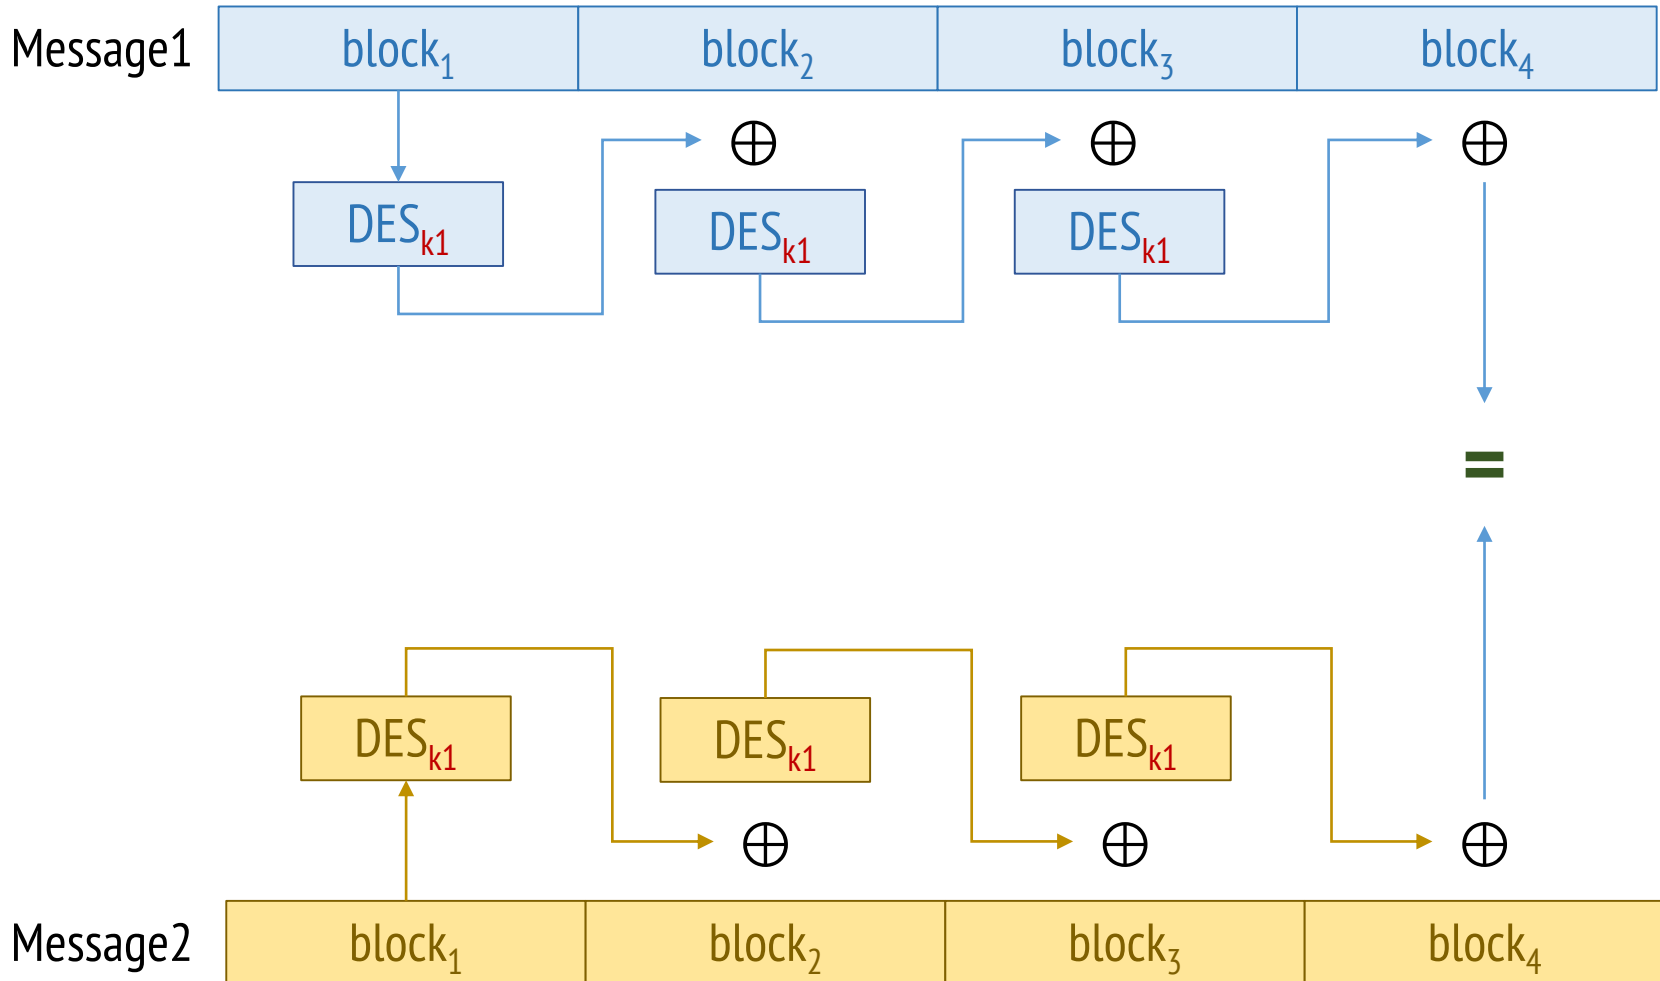 Message1 block₁ block₂ block₃ block₄
DESk1 DESk1 DESk1
=
DESk1 DESk1 DESk1
Message2 block₁ block₂ block₃ block₄